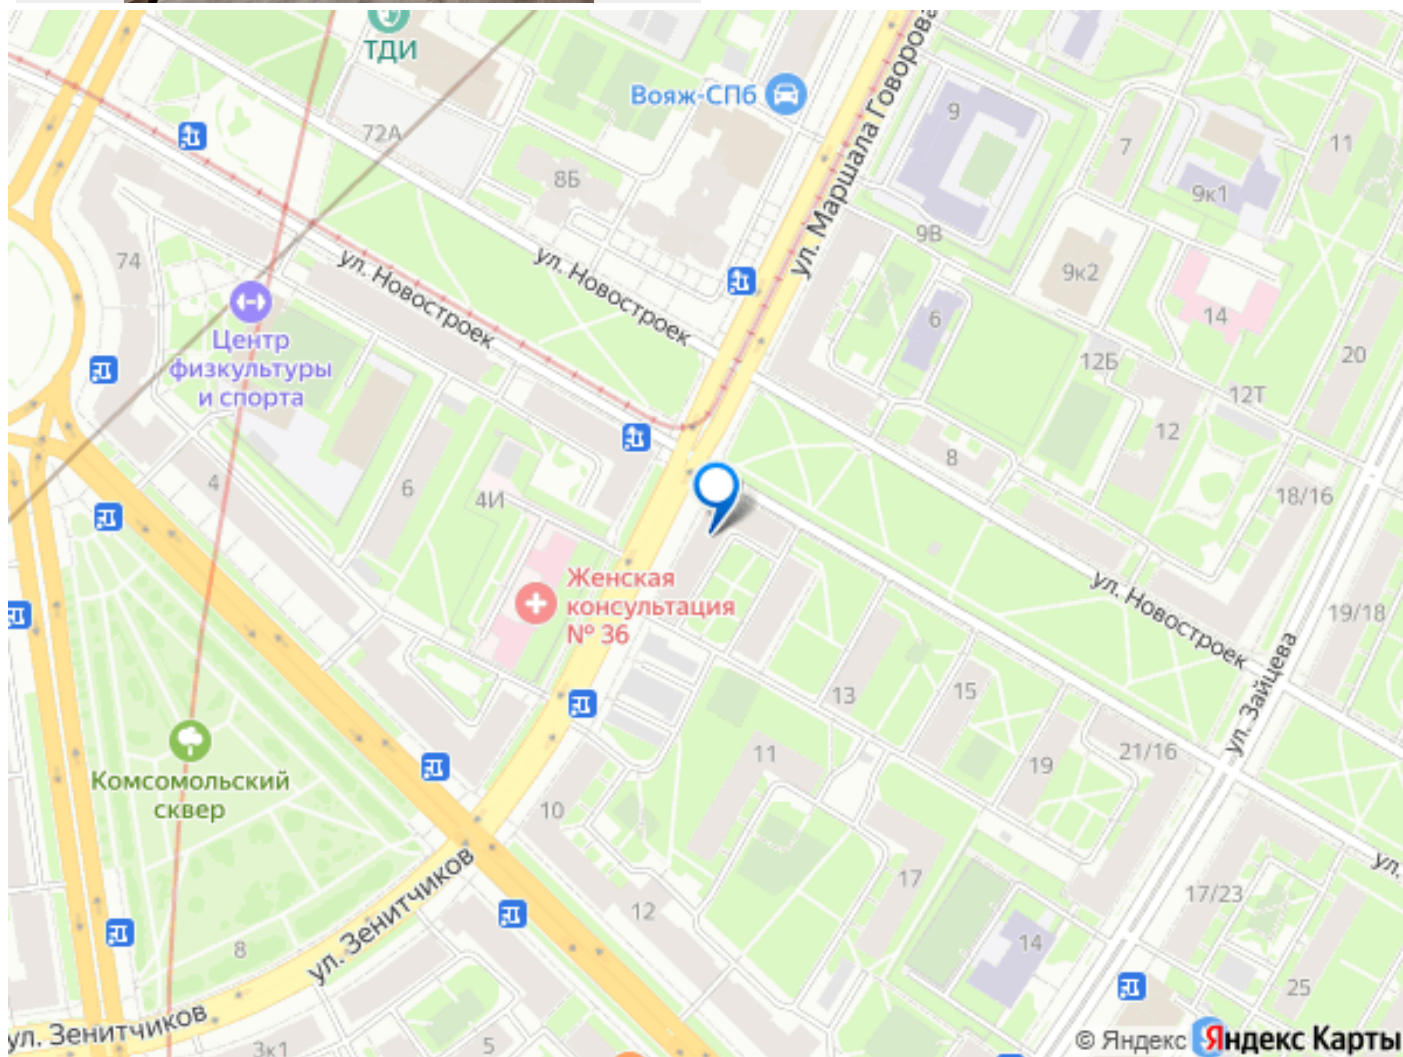 ТДИ
Вояж-СПб
ул. Маршала Говорова
72А
8Б
9
7
11
9к1
9В
9к2
14
74
ул. Новостроек
ул. Новостроек
6
20
12Б
12Т
Центр
физкультуры
и спорта
12
8
4
6
4И
18/16
Женская
консультация
№ 36
ул. Новостроек
19/18
ул. Зайцева
13
15
21/16
11
19
Комсомольский
сквер
10
17
ул.
17/23
12
14
ул. Зенитчиков
8
25
ул. Зенитчиков
3к1
5
© Яндекс Яндекс Карты